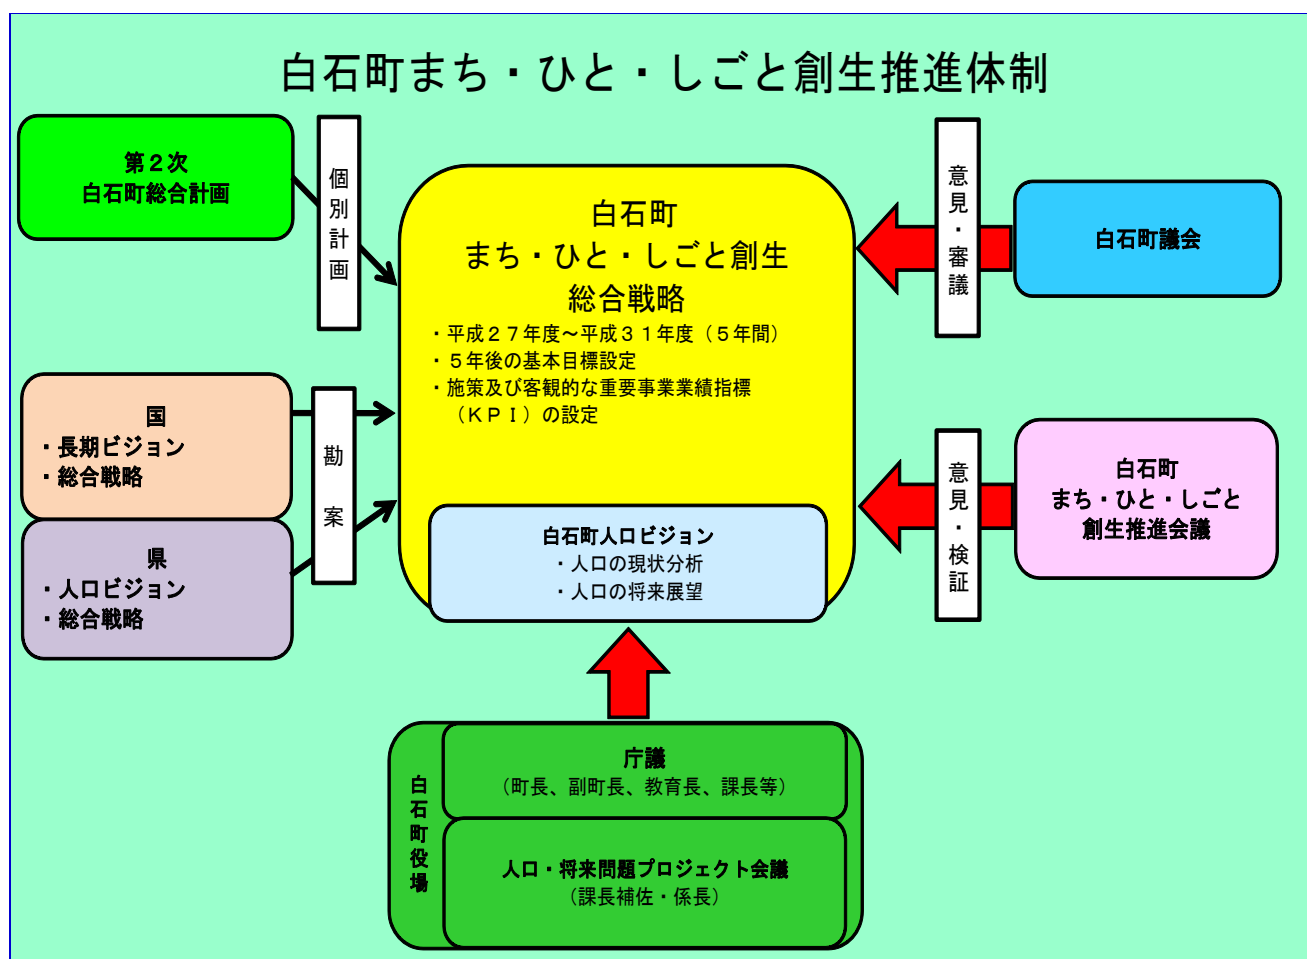 白石町まち・ひと・しごと創生推進体制
第２次
白石町総合計画
個別計画
国
・長期ビジョン
・総合戦略
県
・人口ビジョン
・総合戦略
勘案
白石町
まち・ひと・しごと創生
総合戦略
・平成２７年度～平成３１年度（５年間）
・５年後の基本目標設定
・施策及び客観的な重要事業業績指標
（ＫＰＩ）の設定
白石町人口ビジョン
・人口の現状分析
・人口の将来展望
意見・審議
白石町議会
意見・検証
白石町
まち・ひと・しごと
創生推進会議
白石町役場
庁議
（町長、副町長、教育長、課長等）
人口・将来問題プロジェクト会議
（課長補佐・係長）